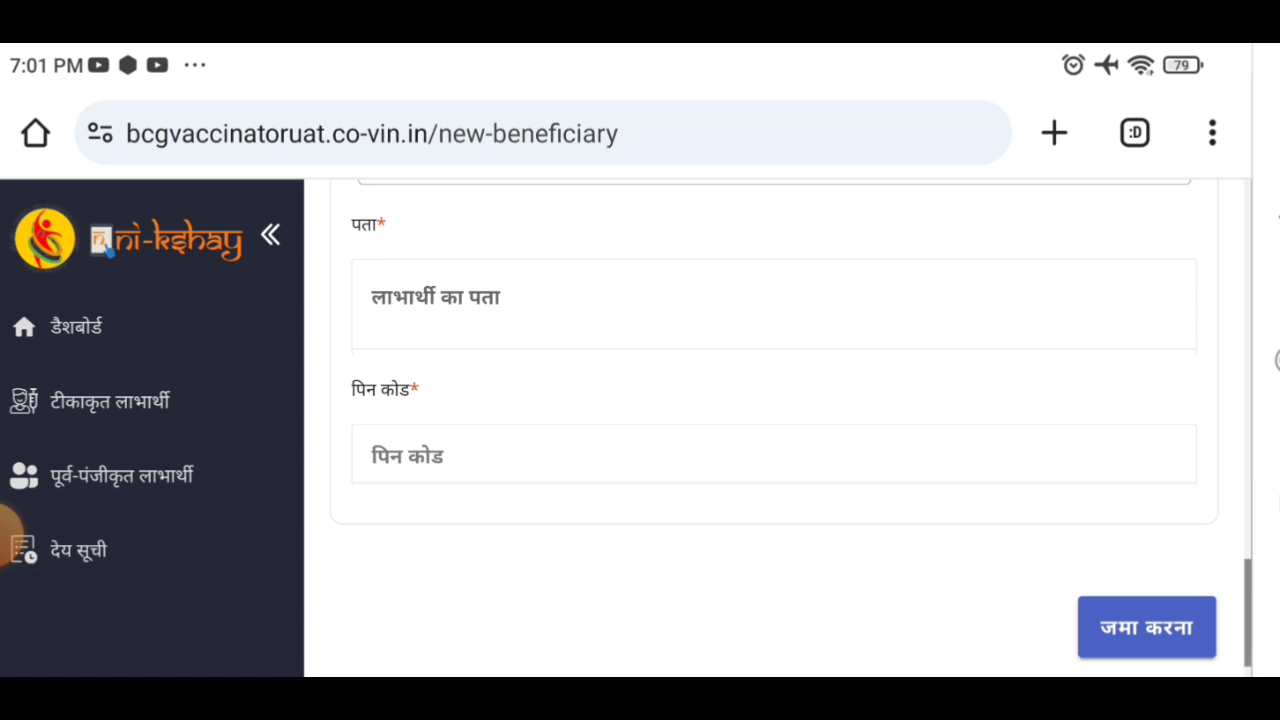 7:01 PM
79
bcgvaccinatoruat.co-vin.in/new-beneficiary
:D
ni-kshay
पता*
लाभार्थी का पता
डैशबोर्ड
पिन कोड*
टीकाकृत लाभार्थी
पिन कोड
पूर्व-पंजीकृत लाभार्थी
देय सूची
जमा करना